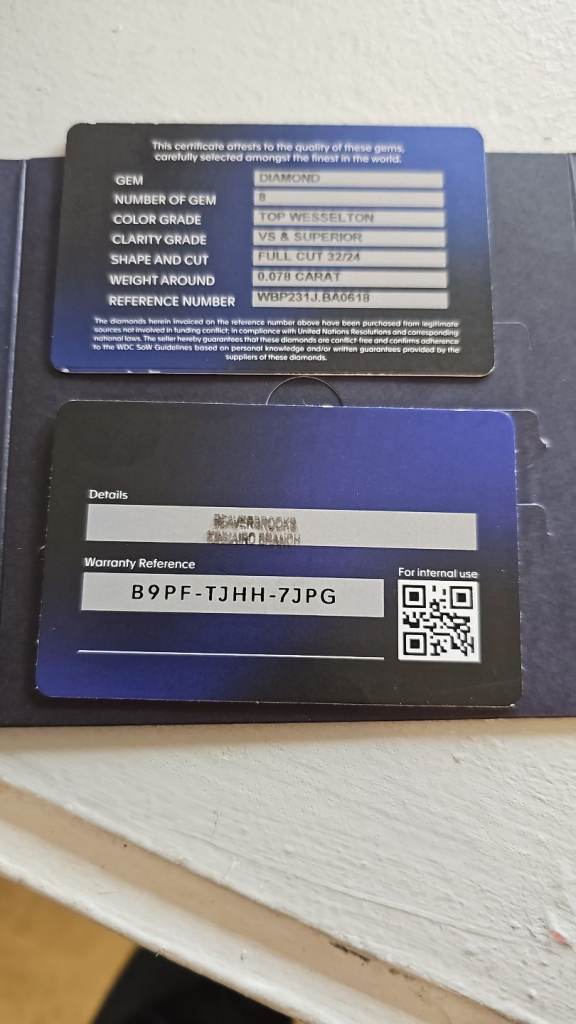 This certificate attests to the quality of these gems,
carefully selected amongst the finest in the world.
GEM DIAMOND
NUMBER OF GEM 8
COLOR GRADE TOP WESSELTON
CLARITY GRADE VS & SUPERIOR
SHAPE AND CUT FULL CUT 32/24
WEIGHT AROUND 0.078 CARAT
REFERENCE NUMBER WBP231J.BA0618
The diamonds herein invoiced on the reference number above have been purchased from legitimate
sources not involved in funding conflict, in compliance with United Nations Resolutions and corresponding
national laws. The seller hereby guarantees that these diamonds are conflict free and confirms adherence
to the WDC SoW Guidelines based on personal knowledge and/or written guarantees provided by the
suppliers of these diamonds.
Details
BEAVERBROOKS
BRANCH
Warranty Reference
B9PF-TJHH-7JPG
For internal use